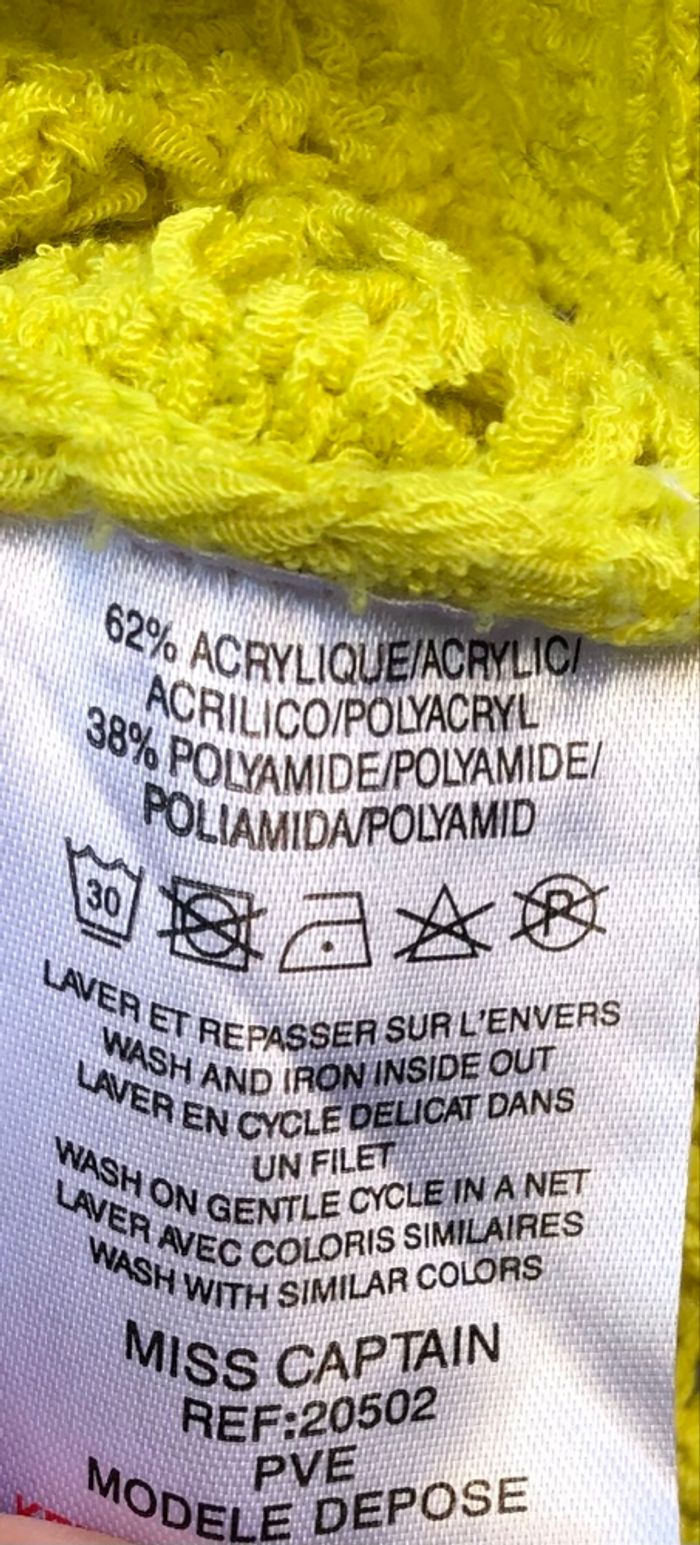 62% ACRYLIQUE/ACRYLIC/
ACRILICO/POLYACRYL
38% POLYAMIDE/POLYAMIDE/
POLIAMIDA/POLYAMID
30 P
LAVER ET REPASSER SUR L'ENVERS
WASH AND IRON INSIDE OUT
LAVER EN CYCLE DELICAT DANS
UN FILET
WASH ON GENTLE CYCLE IN A NET
LAVER AVEC COLORIS SIMILAIRES
WASH WITH SIMILAR COLORS
MISS CAPTAIN
REF:20502
PVE
MODELE DEPOSE